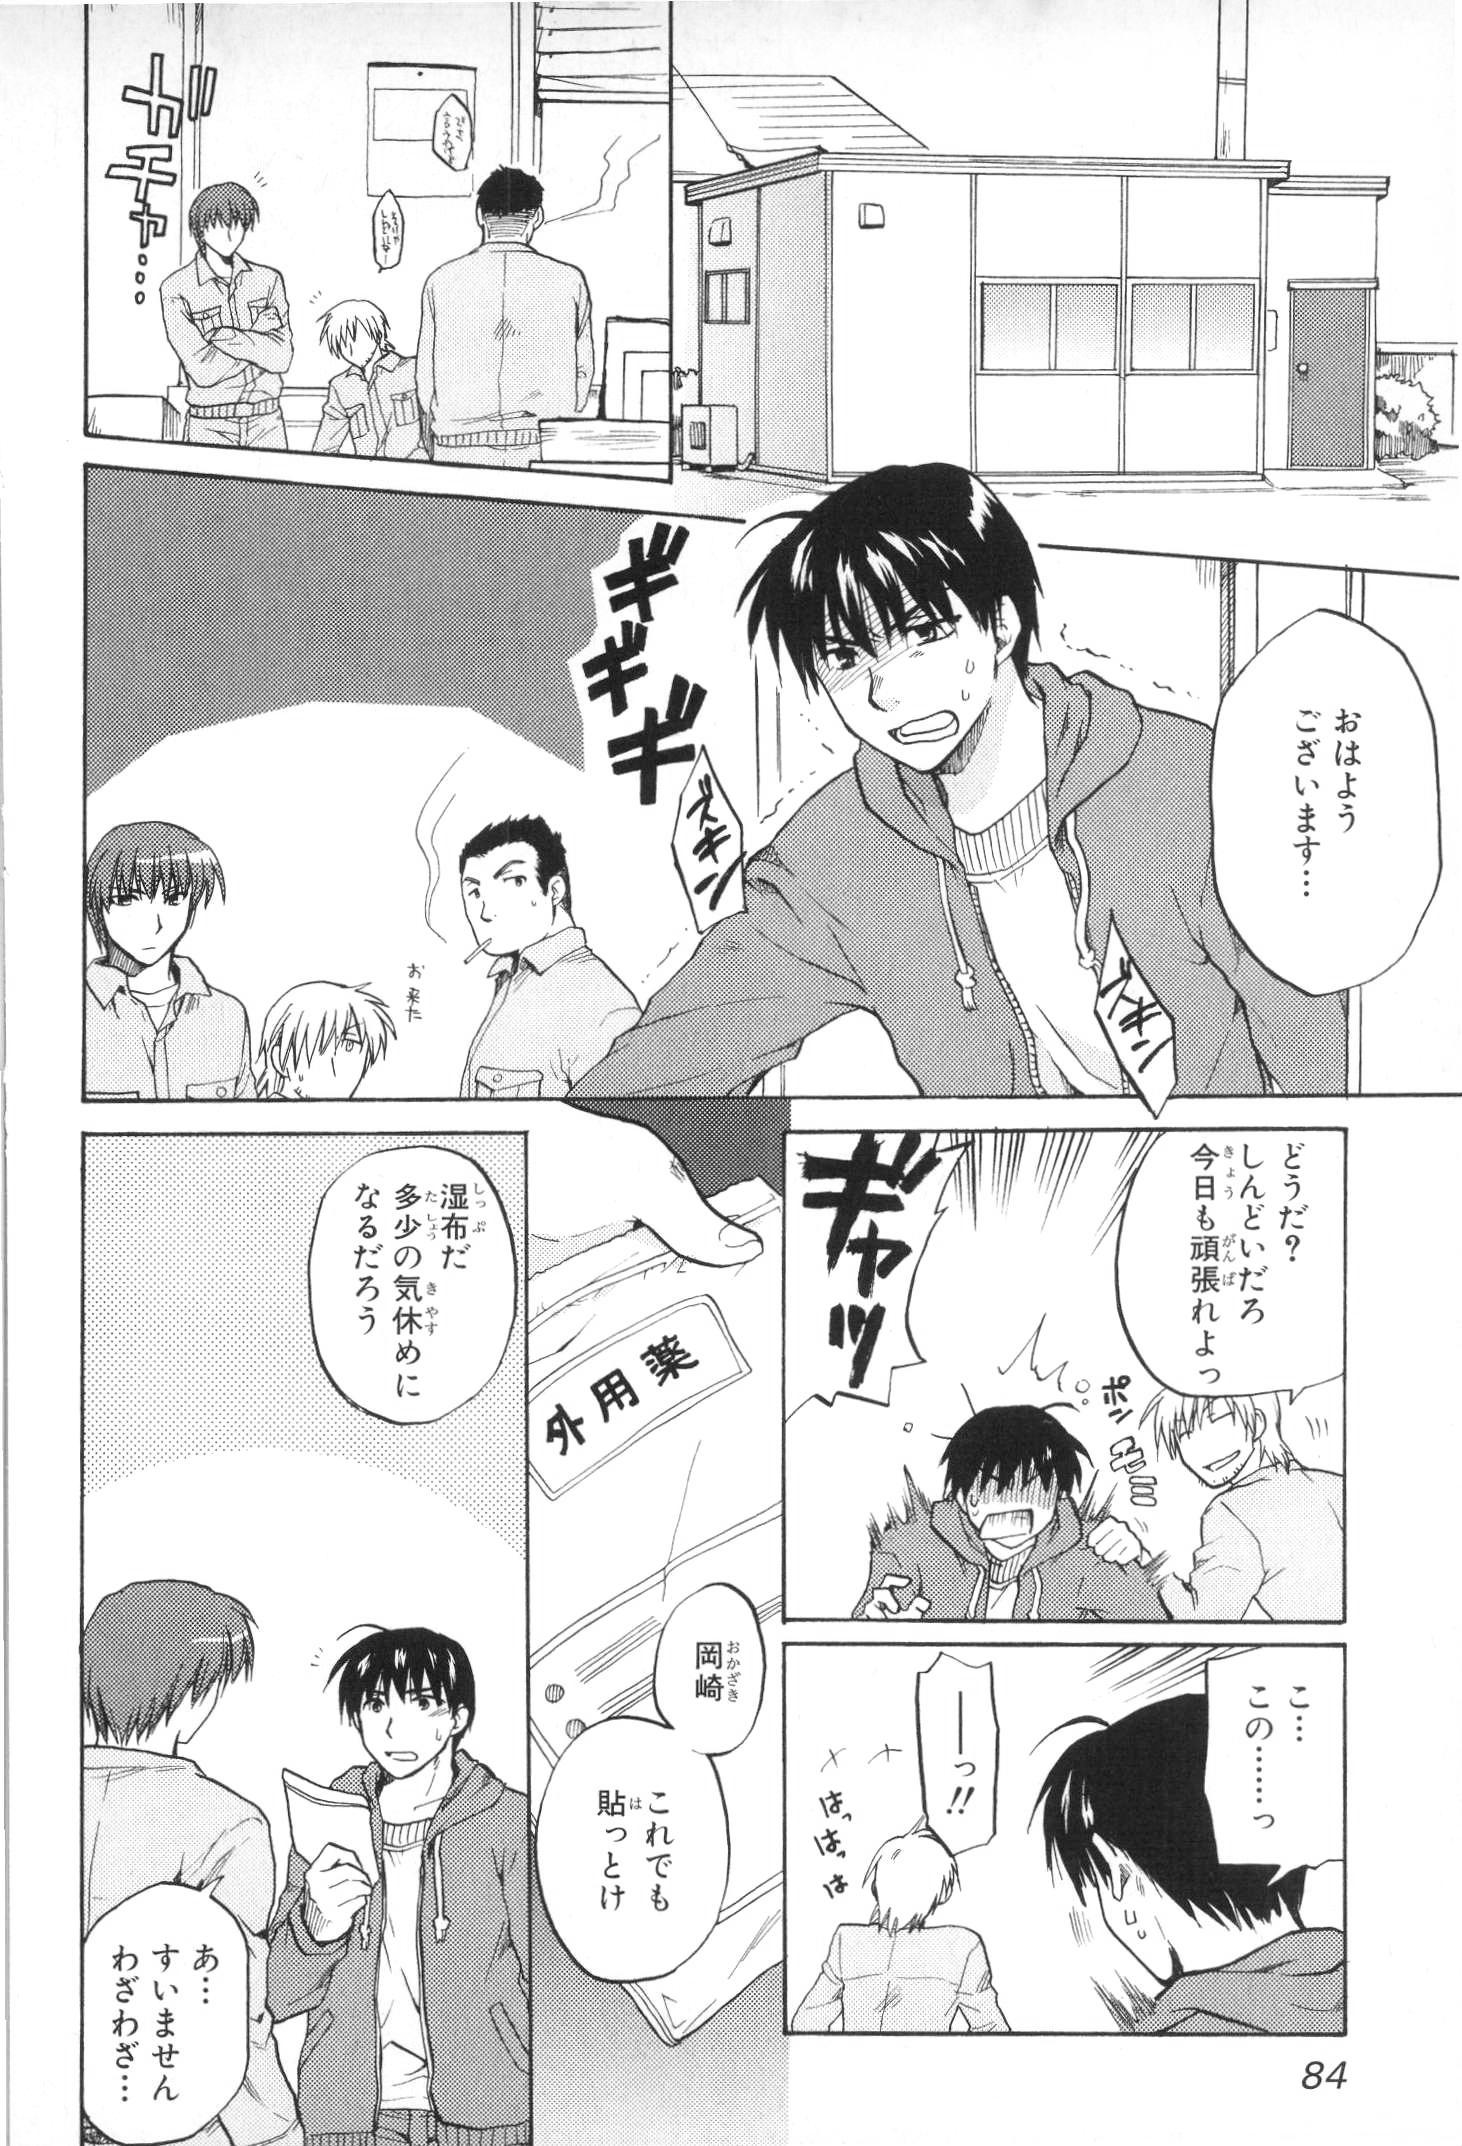 ガチャ…
おはよう
ございます…
ギギギ
ズキン
ズキン
お
来た
どうだ?
しんどいだろ
今日も頑張れよっ
ポン
ギャッ
こ…
この……っ
ーーっ!!
はっ
はっ
は
外用薬
岡崎
これでも
貼っとけ
湿布だ
多少の気休めに
なるだろう
あ…
すいません
わざわざ…
84